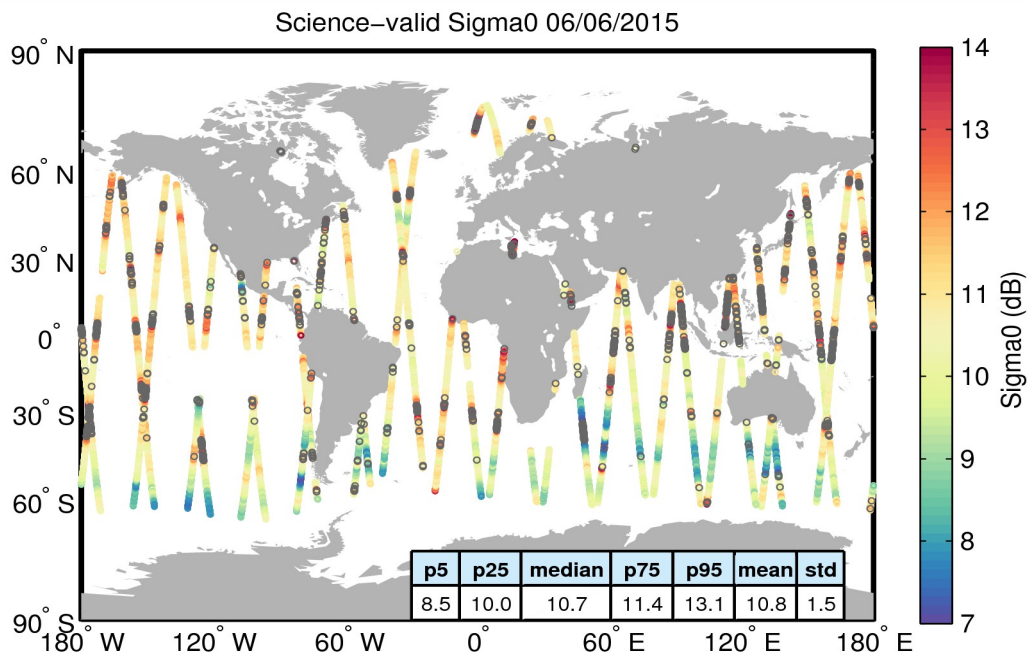 Science−valid Sigma0 06/06/2015
90° N
60° N
30° N
0°
30° S
60° S
90° S
180° W
120° W
60° W
0°
60° E
120° E
180° E
14
13
12
11
10
9
8
7
Sigma0 (dB)
p5 p25 median p75 p95 mean std
8.5 10.0 10.7 11.4 13.1 10.8 1.5